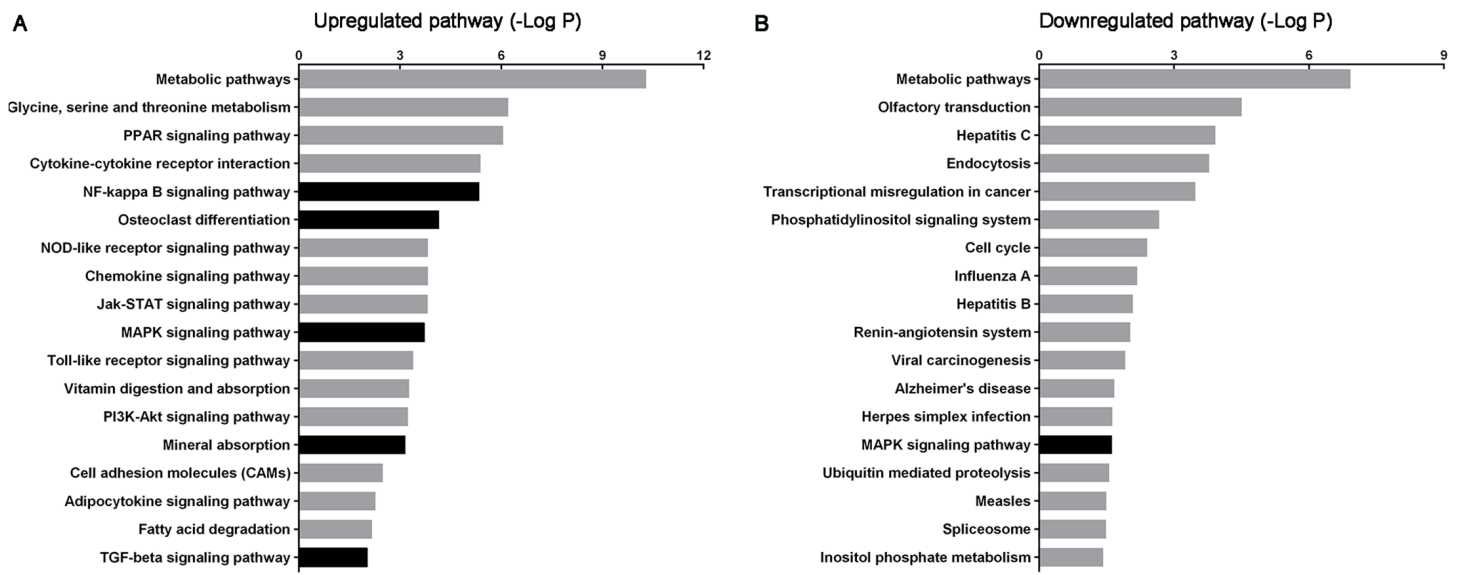 A
Upregulated pathway (-Log P)
0 3 6 9 12
Metabolic pathways
Glycine, serine and threonine metabolism
PPAR signaling pathway
Cytokine-cytokine receptor interaction
NF-kappa B signaling pathway
Osteoclast differentiation
NOD-like receptor signaling pathway
Chemokine signaling pathway
Jak-STAT signaling pathway
MAPK signaling pathway
Toll-like receptor signaling pathway
Vitamin digestion and absorption
PI3K-Akt signaling pathway
Mineral absorption
Cell adhesion molecules (CAMs)
Adipocytokine signaling pathway
Fatty acid degradation
TGF-beta signaling pathway
B
Downregulated pathway (-Log P)
0 3 6 9
Metabolic pathways
Olfactory transduction
Hepatitis C
Endocytosis
Transcriptional misregulation in cancer
Phosphatidylinositol signaling system
Cell cycle
Influenza A
Hepatitis B
Renin-angiotensin system
Viral carcinogenesis
Alzheimer's disease
Herpes simplex infection
MAPK signaling pathway
Ubiquitin mediated proteolysis
Measles
Spliceosome
Inositol phosphate metabolism